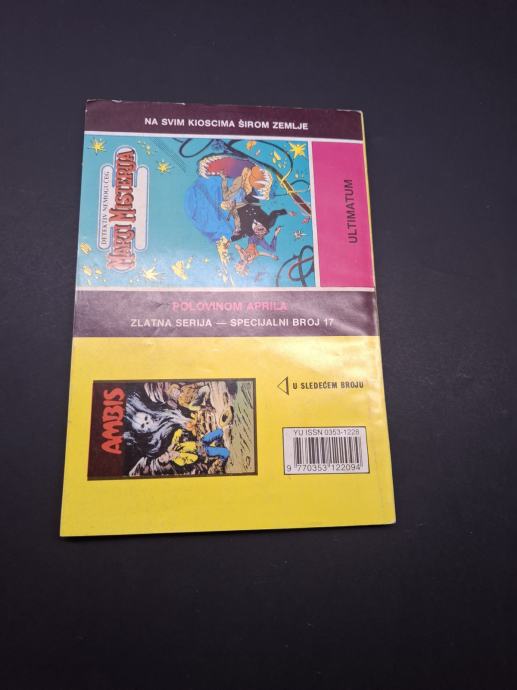 NA SVIM KIOSCIMA ŠIROM ZEMLJE
DETEKTIV NEMOGUĆEG
MARTI MISTERIJA
ULTIMATUM
POLOVINOM APRILA
ZLATNA SERIJA — SPECIJALNI BROJ 17
AMBIS
U SLEDEĆEM BROJU
YU ISSN 0353-1228
9 770353 122094